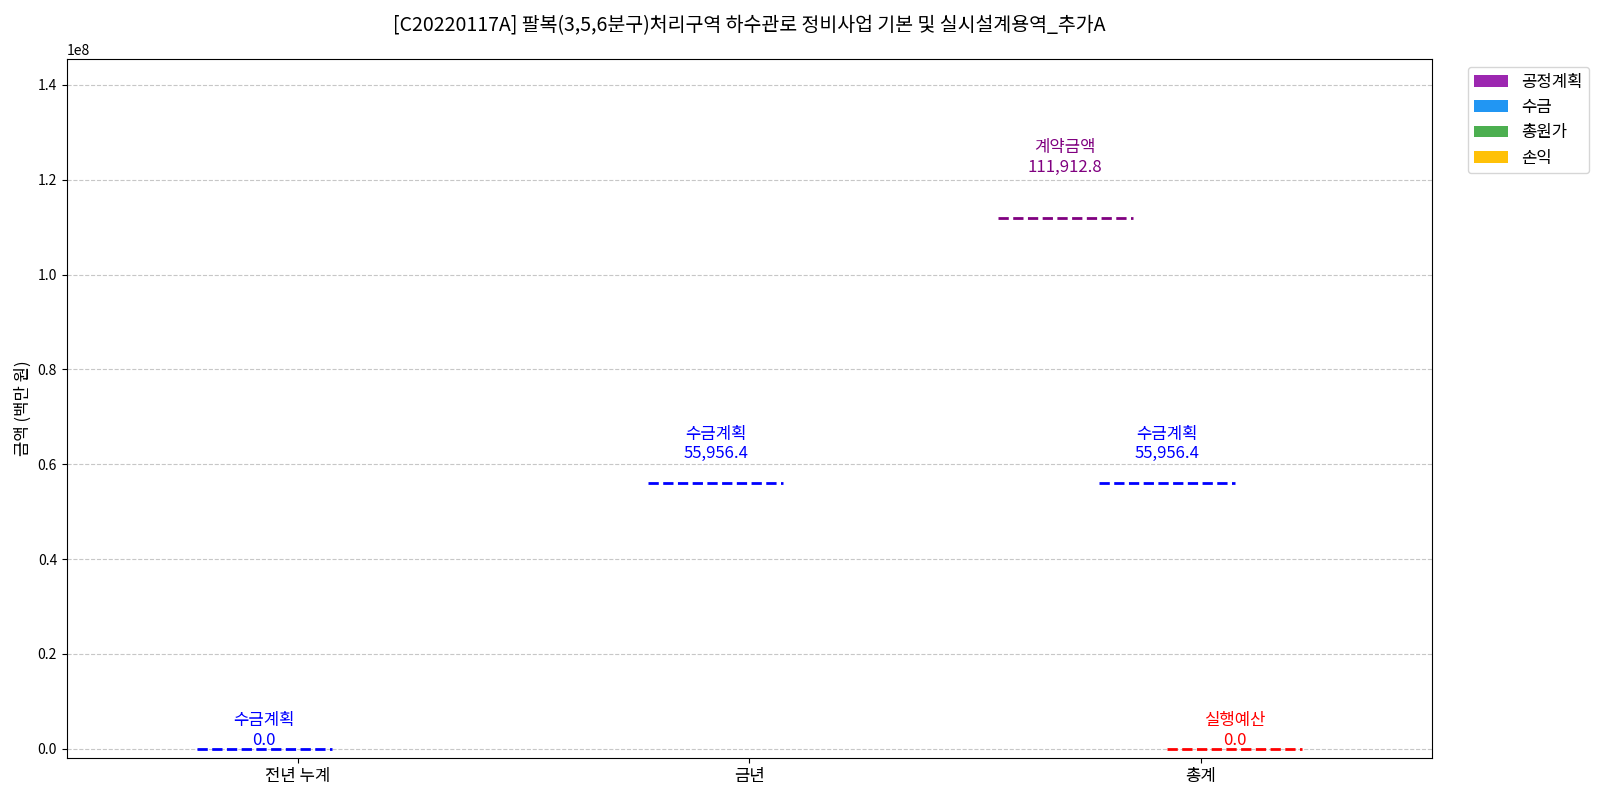 [C20220117A] 팔복(3,5,6분구)처리구역 하수관로 정비사업 기본 및 실시설계용역_추가A
1e8
1.4
1.2
1.0
0.8
0.6
0.4
0.2
0.0
금액 (백만 원)
계약금액
111,912.8
수금계획
55,956.4
수금계획
55,956.4
수금계획
0.0
실행예산
0.0
전년 누계
금년
총계
공정계획
수금
총원가
손익